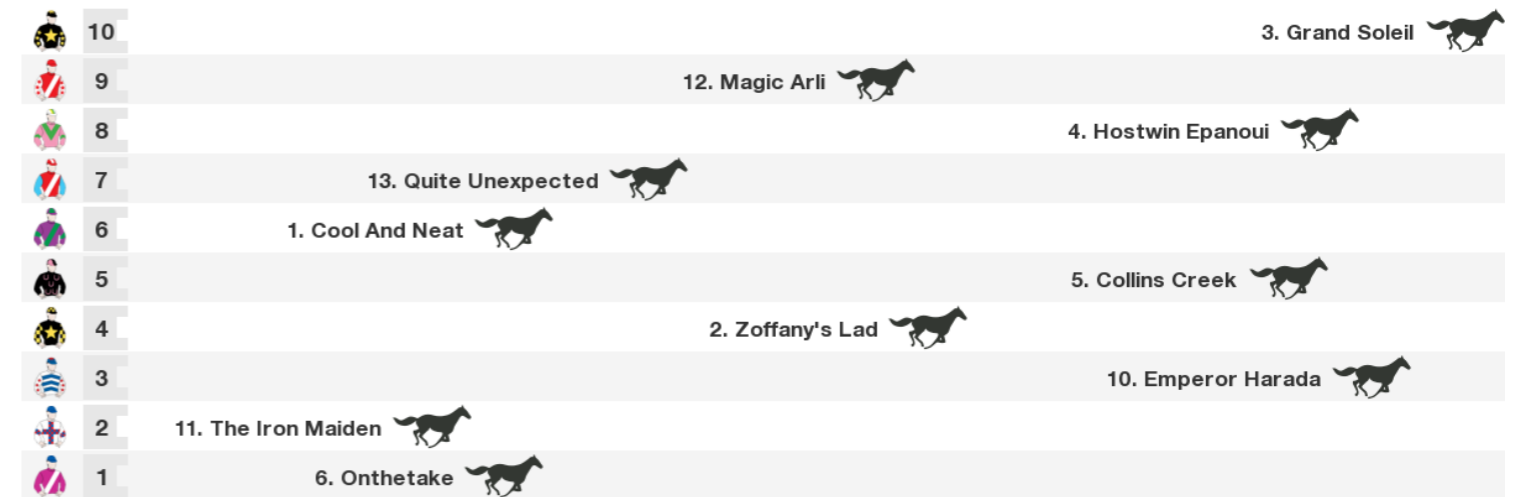 10 3. Grand Soleil
9 12. Magic Arli
8 4. Hostwin Epanoui
7 13. Quite Unexpected
6 1. Cool And Neat
5 5. Collins Creek
4 2. Zoffany's Lad
3 10. Emperor Harada
2 11. The Iron Maiden
1 6. Onthetake